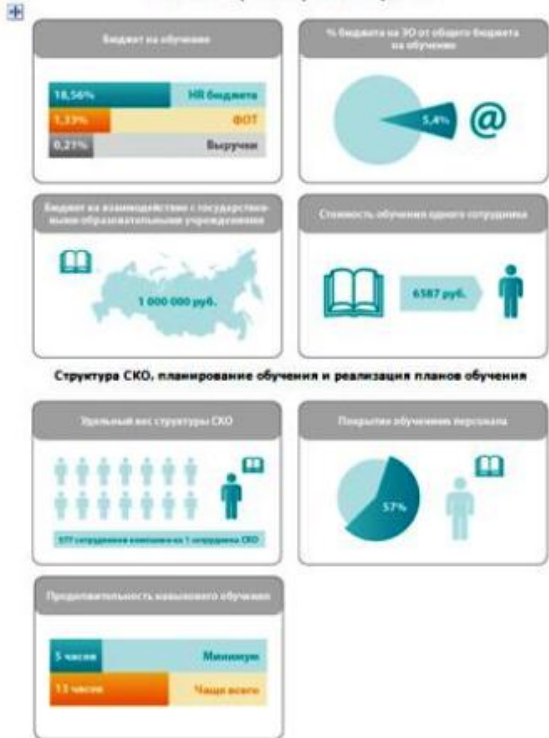 Бюджет на обучение
18,56% HR бюджета
1,33% ФОТ
0,21% Выручки
% бюджета на ЭО от общего бюджета
на обучение
5,4% @
Бюджет на взаимодействие с государствен-
ными образовательными учреждениями
1 000 000 руб.
Стоимость обучения одного сотрудника
6587 руб.
Структура СКО, планирование обучения и реализация планов обучения
Удельный вес структуры СКО
сотрудников компании на 1 сотрудника СКО
Покрытие обучением персонала
57%
Продолжительность навыкового обучения
5 часов Минимум
13 часов Чаще всего